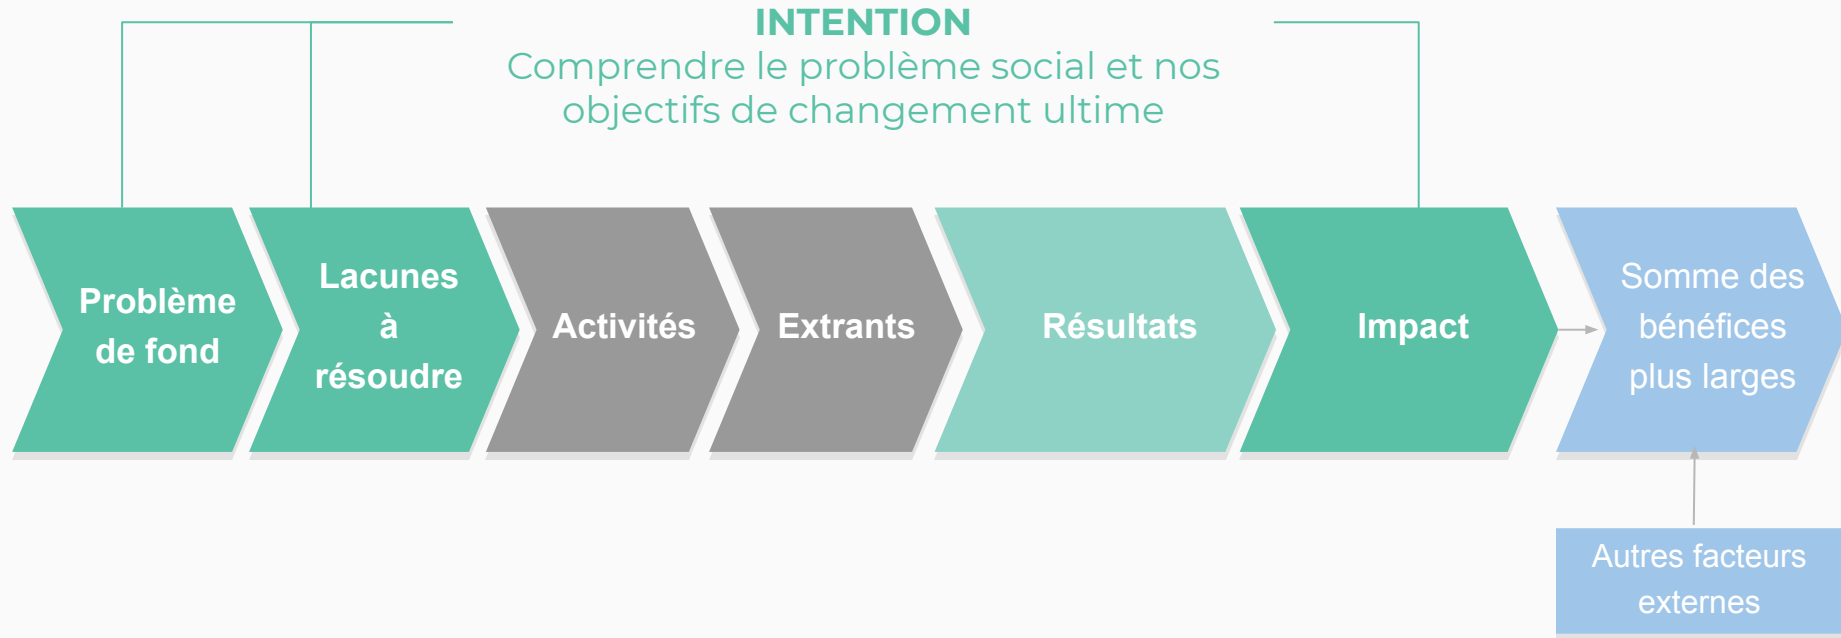 INTENTION
Comprendre le problème social et nos
objectifs de changement ultime
Problème
de fond
Lacunes
à
résoudre
Activités
Extrants
Résultats
Impact
Somme des
bénéfices
plus larges
Autres facteurs
externes